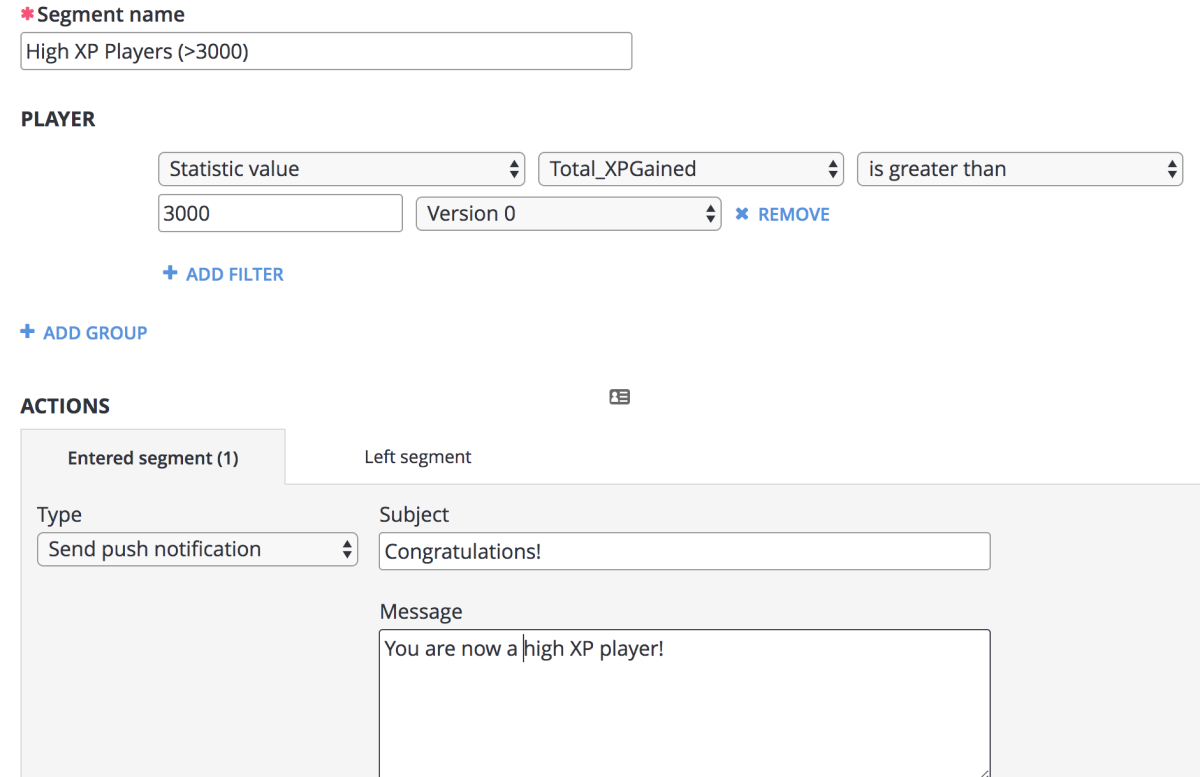 *Segment name
High XP Players (>3000)
PLAYER
Statistic value Total_XPGained is greater than
3000 Version 0 ✖ REMOVE
+ ADD FILTER
+ ADD GROUP
ACTIONS
Entered segment (1) Left segment
Type Subject
Send push notification Congratulations!
Message
You are now a high XP player!